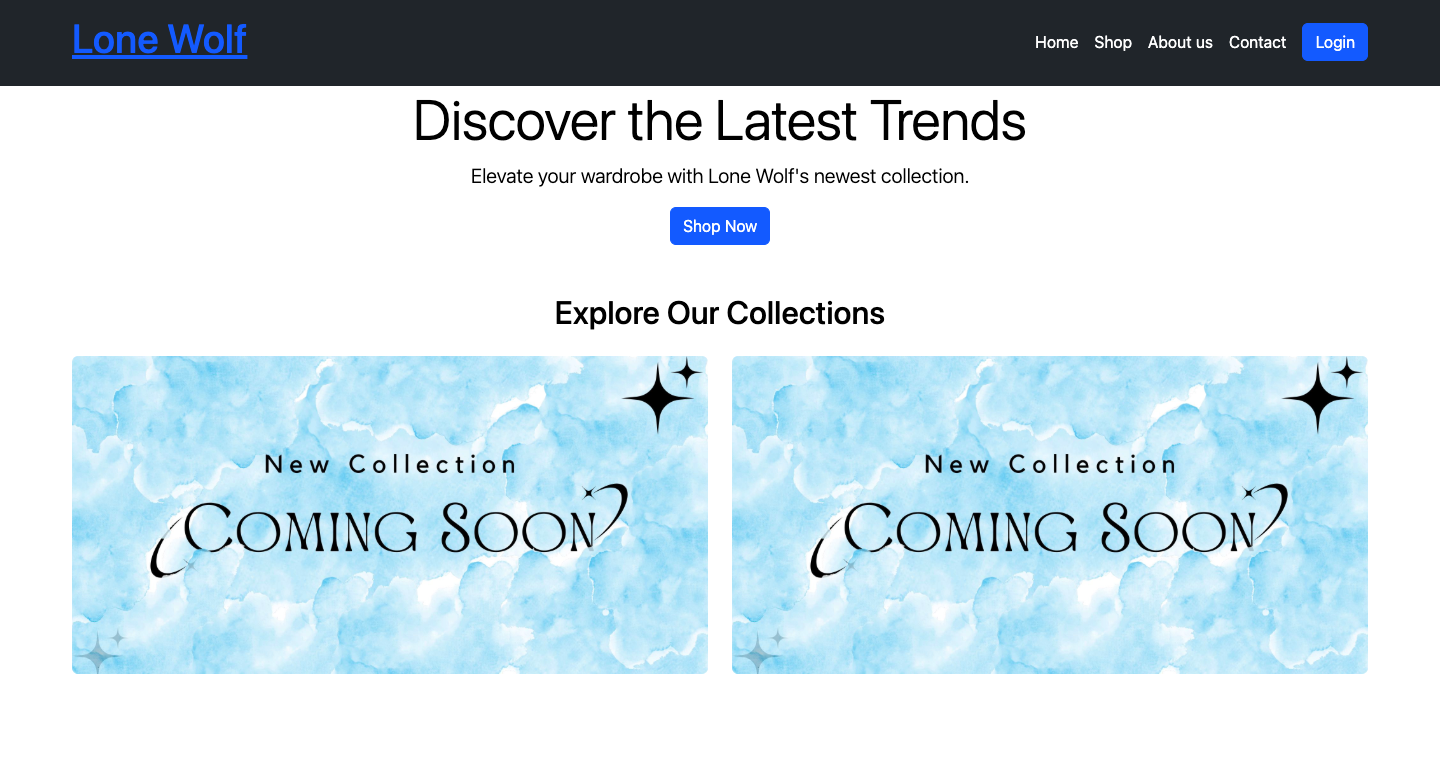 Lone Wolf
Home Shop About us Contact Login
Discover the Latest Trends
Elevate your wardrobe with Lone Wolf's newest collection.
Shop Now
Explore Our Collections
New Collection
COMING SOON
New Collection
COMING SOON